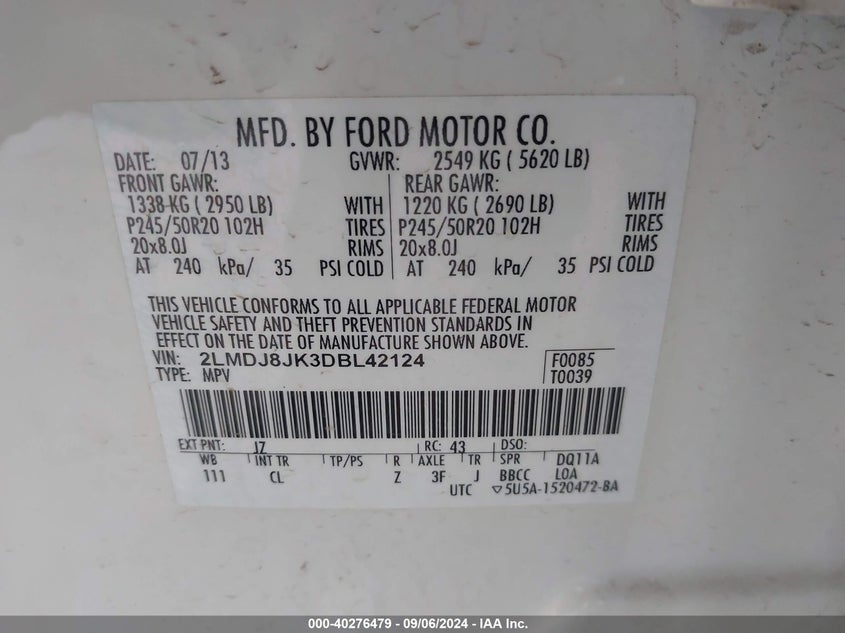 MFD. BY FORD MOTOR CO.
DATE: 07/13 GVWR: 2549 KG ( 5620 LB)
FRONT GAWR: REAR GAWR:
1338 KG ( 2950 LB) WITH 1220 KG ( 2690 LB) WITH
P245/50R20 102H TIRES P245/50R20 102H TIRES
20x8.0J RIMS 20x8.0J RIMS
AT 240 kPa/ 35 PSI COLD AT 240 kPa/ 35 PSI COLD
THIS VEHICLE CONFORMS TO ALL APPLICABLE FEDERAL MOTOR
VEHICLE SAFETY AND THEFT PREVENTION STANDARDS IN
EFFECT ON THE DATE OF MANUFACTURE SHOWN ABOVE.
VIN: 2LMDJ8JK3DBL42124 F0085
TYPE: MPV T0039
EXT PNT: JZ RC: 43 DSO:
WB INT TR TP/PS R AXLE TR SPR DQ11A
111 CL Z 3F J BBCC LOA
UTC ▽5U5A-1520472-BA
000-40276479 - 09/06/2024 - IAA Inc.